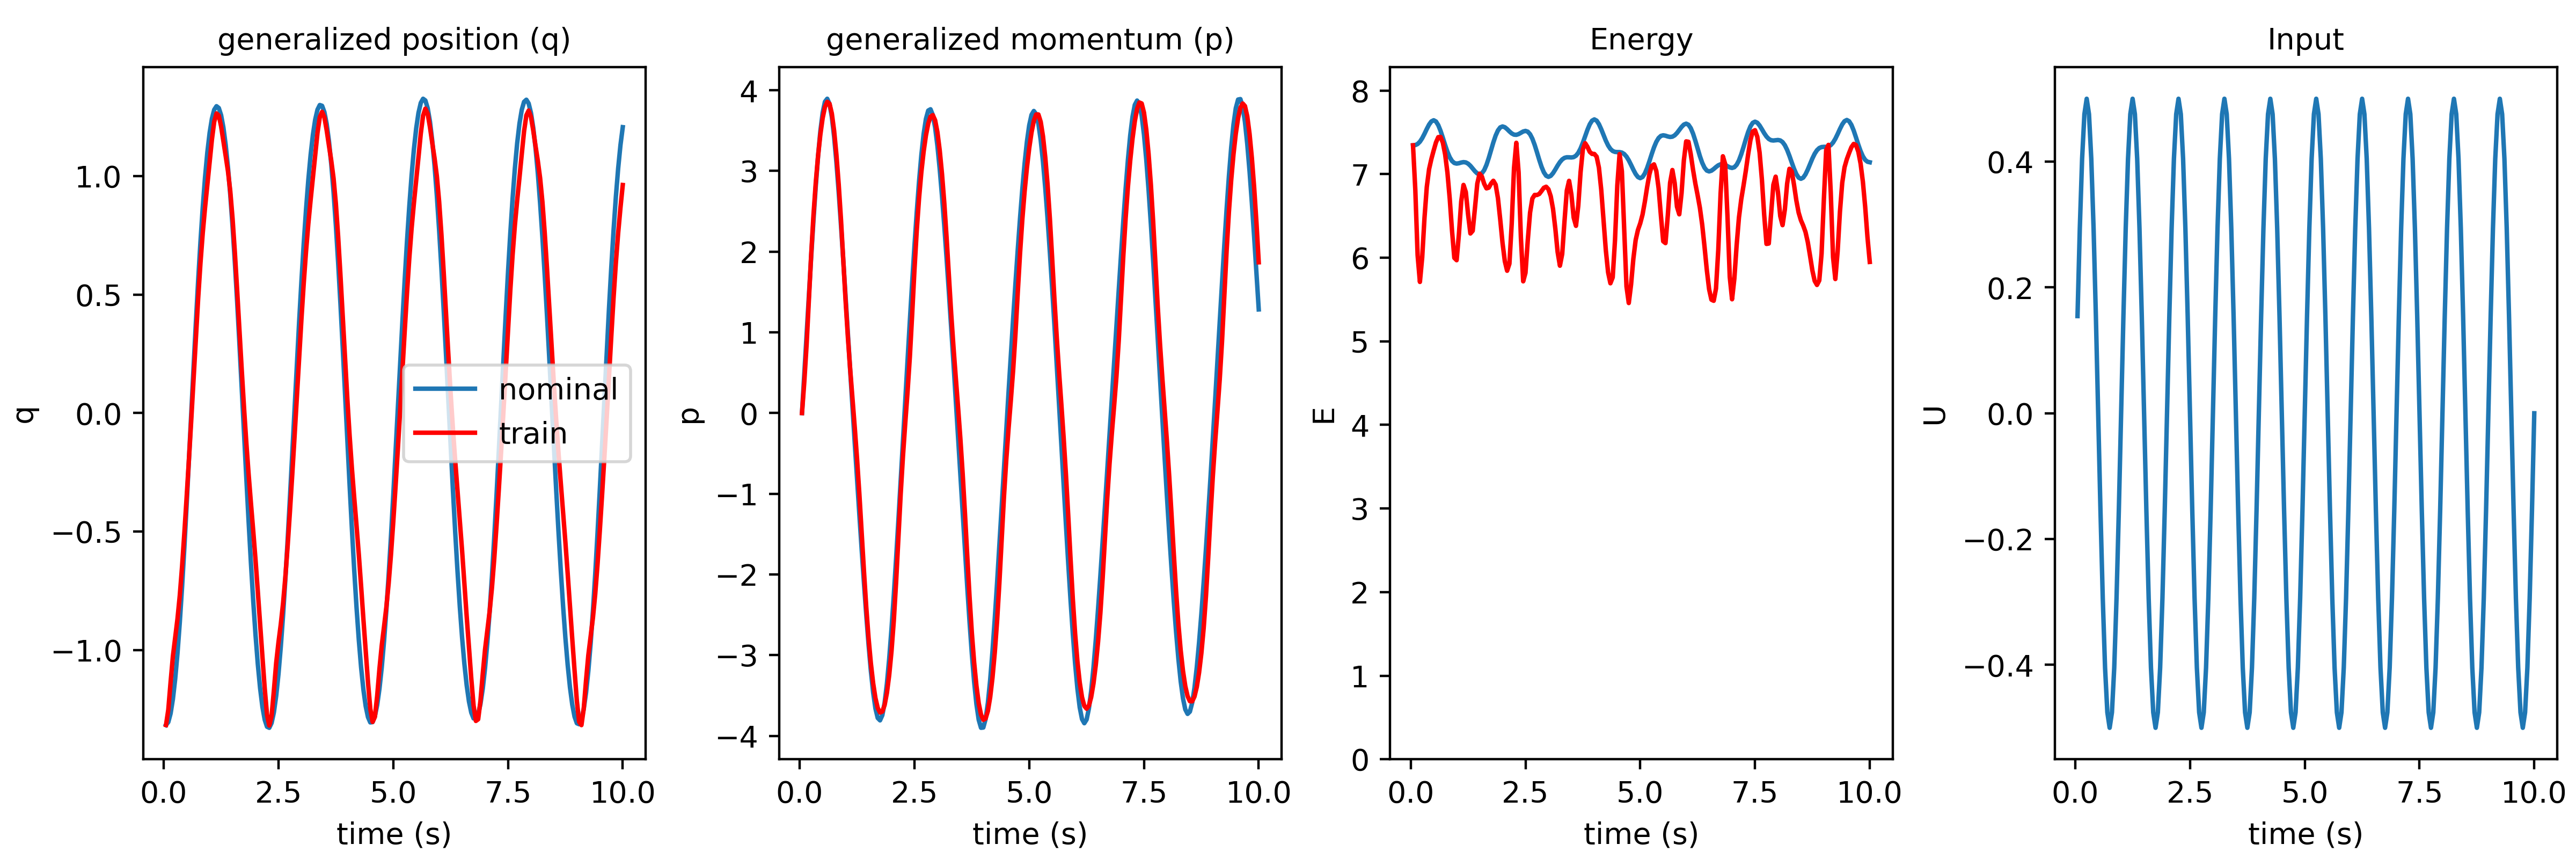 generalized position (q)
q
1.0
0.5
0.0
−0.5
−1.0
nominal
train
0.0 2.5 5.0 7.5 10.0
time (s)
generalized momentum (p)
p
4
3
2
1
0
−1
−2
−3
−4
0.0 2.5 5.0 7.5 10.0
time (s)
Energy
E
8
7
6
5
4
3
2
1
0
0.0 2.5 5.0 7.5 10.0
time (s)
Input
U
0.4
0.2
0.0
−0.2
−0.4
0.0 2.5 5.0 7.5 10.0
time (s)